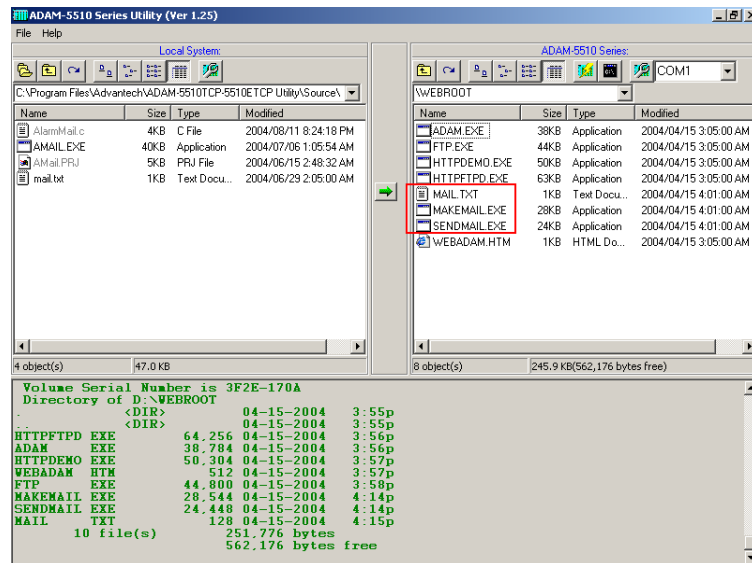 ADAM-5510 Series Utility (Ver 1.25)
File Help
Local System:
C:\Program Files\Advantech\ADAM-5510TCP-5510ETCP Utility\Source\
Name Size Type Modified
AlarmMail.c 4KB C File 2004/08/11 8:24:18 PM
AMAIL.EXE 40KB Application 2004/07/06 1:05:54 AM
AMail.PRJ 5KB PRJ File 2004/06/15 2:48:32 AM
mail.txt 1KB Text Docu... 2004/06/29 2:05:00 AM
4 object(s) 47.0 KB
ADAM-5510 Series:
COM1
\WEBROOT
Name Size Type Modified
ADAM.EXE 38KB Application 2004/04/15 3:05:00 AM
FTP.EXE 44KB Application 2004/04/15 3:05:00 AM
HTTPDEMO.EXE 50KB Application 2004/04/15 3:05:00 AM
HTTPFTPD.EXE 63KB Application 2004/04/15 3:05:00 AM
MAIL.TXT 1KB Text Docu... 2004/04/15 4:01:00 AM
MAKEMAIL.EXE 28KB Application 2004/04/15 4:01:00 AM
SENDMAIL.EXE 24KB Application 2004/04/15 4:01:00 AM
WEBADAM.HTM 1KB HTML Do... 2004/04/15 3:05:00 AM
8 object(s) 245.9 KB(562,176 bytes free)
Volume Serial Number is 3F2E-170A
Directory of D:\WEBROOT
. <DIR> 04-15-2004 3:55p
.. <DIR> 04-15-2004 3:55p
HTTPFTPD EXE 64,256 04-15-2004 3:56p
ADAM EXE 38,784 04-15-2004 3:56p
HTTPDEMO EXE 50,304 04-15-2004 3:57p
WEBADAM HTM 512 04-15-2004 3:57p
FTP EXE 44,800 04-15-2004 3:58p
MAKEMAIL EXE 28,544 04-15-2004 4:14p
SENDMAIL EXE 24,448 04-15-2004 4:14p
MAIL TXT 128 04-15-2004 4:15p
10 file(s) 251,776 bytes
562,176 bytes free